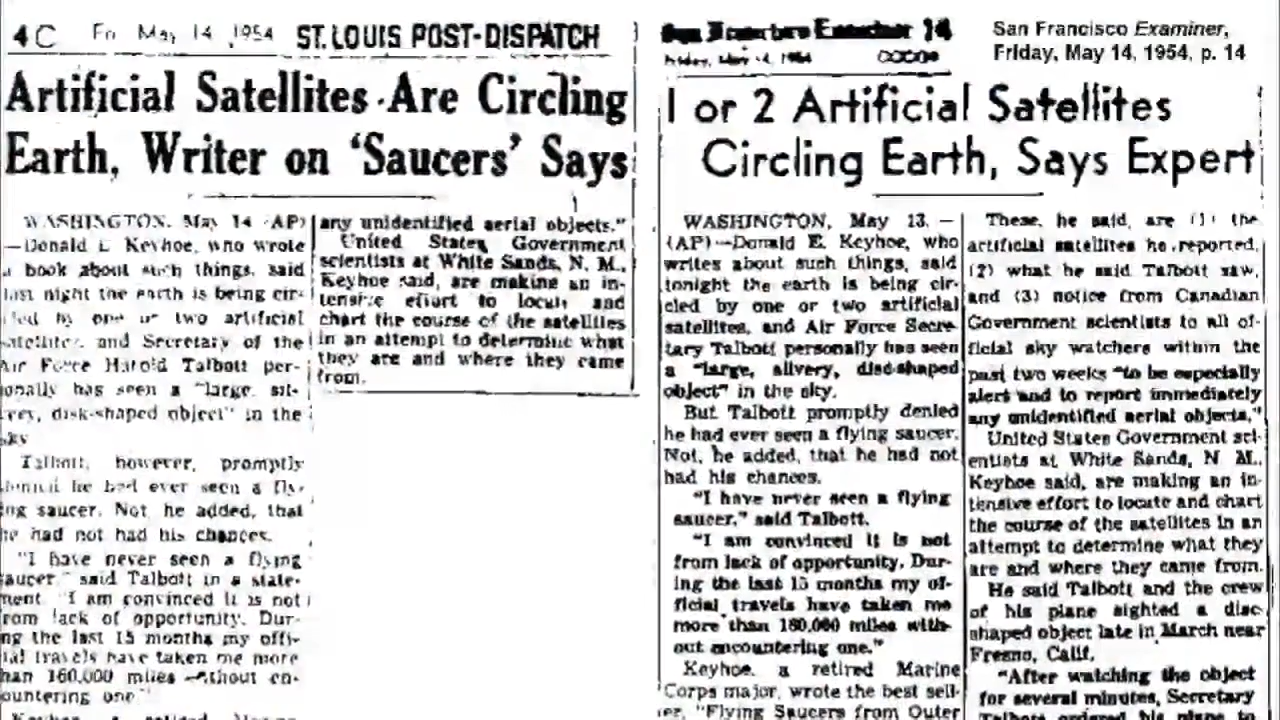 4C Fri May 14, 1954 ST. LOUIS POST-DISPATCH
Artificial Satellites Are Circling
Earth, Writer on ‘Saucers’ Says
WASHINGTON, May 14 (AP)
—Donald E. Keyhoe, who wrote
a book about such things, said
last night the earth is being cir-
cled by one or two artificial
satellites, and Secretary of the
Air Force Harold Talbott per-
onally has seen a "large, sil-
very, disk-shaped object" in the
sky
Talbott, however, promptly
denied he had ever seen a fly-
ing saucer. Not, he added, that
he had not had his chances.
"I have never seen a flying
saucer," said Talbott in a state-
ment. "I am convinced it is not
from lack of opportunity. Dur-
ng the last 15 months my offi-
ial travels have taken me more
han 160,000 miles without en-
ountering one"
any unidentified aerial objects."
United States Government
scientists at White Sands, N. M.,
Keyhoe said, are making an in-
tensive effort to locate and
chart the course of the satellites
in an attempt to determine what
they are and where they came
from.
San Francisco Examiner 14
Friday, May 14, 1954
San Francisco Examiner,
Friday, May 14, 1954, p. 14
1 or 2 Artificial Satellites
Circling Earth, Says Expert
WASHINGTON, May 13.—
(AP)—Donald E. Keyhoe, who
writes about such things, said
tonight the earth is being cir-
cled by one or two artificial
satellites, and Air Force Secre-
tary Talbott personally has seen
a "large, silvery, disc-shaped
object" in the sky.
But Talbott promptly denied
he had ever seen a flying saucer.
Not, he added, that he had not
had his chances.
"I have never seen a flying
saucer," said Talbott.
"I am convinced it is not
from lack of opportunity. Dur-
ing the last 15 months my of-
ficial travels have taken me
more than 160,000 miles with-
out encountering one."
Keyhoe, a retired Marine
Corps major, wrote the best sell-
er, "Flying Saucers from Outer
These, he said, are (1) the
artificial satellites he reported,
(2) what he said Talbott saw,
and (3) notice from Canadian
Government scientists to all of-
ficial sky watchers within the
past two weeks "to be especially
alert and to report immediately
any unidentified aerial objects."
United States Government sci-
entists at White Sands, N. M.,
Keyhoe said, are making an in-
tensive effort to locate and chart
the course of the satellites in an
attempt to determine what they
are and where they came from.
He said Talbott and the crew
of his plane sighted a disc
shaped object late in March near
Fresno, Calif.
"After watching the object
for several minutes, Secretary
Talbott ordered his plane to